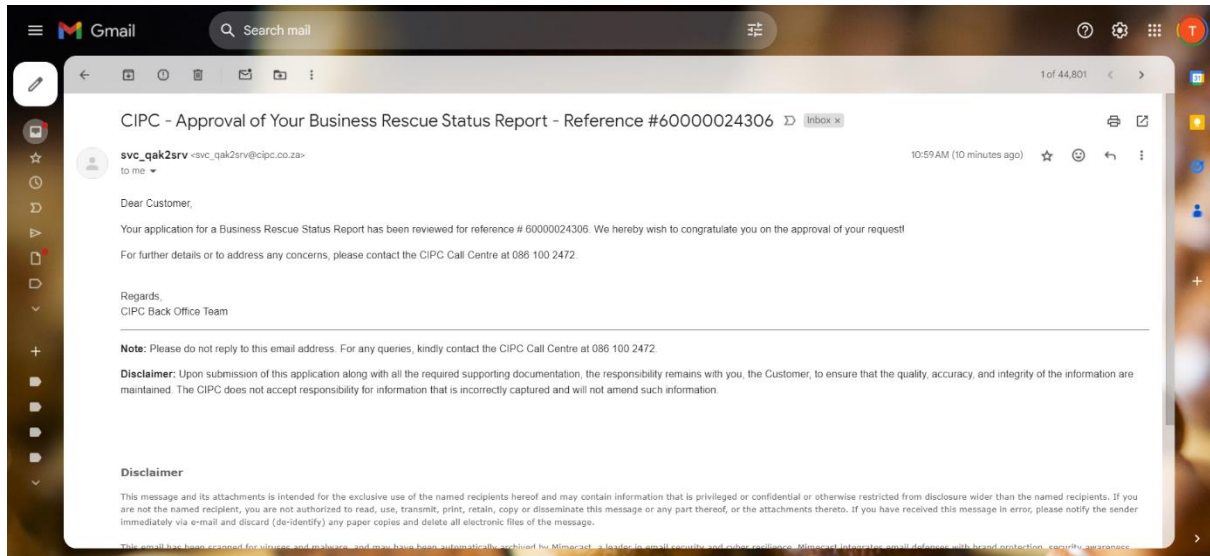 Gmail
Search mail
T
1 of 44,801
31
CIPC - Approval of Your Business Rescue Status Report - Reference #60000024306 Inbox ×
svc_qak2srv <svc_qak2srv@cipc.co.za>
10:59 AM (10 minutes ago)
to me
Dear Customer,
Your application for a Business Rescue Status Report has been reviewed for reference # 60000024306. We hereby wish to congratulate you on the approval of your request!
For further details or to address any concerns, please contact the CIPC Call Centre at 086 100 2472.
Regards,
CIPC Back Office Team
Note: Please do not reply to this email address. For any queries, kindly contact the CIPC Call Centre at 086 100 2472.
Disclaimer: Upon submission of this application along with all the required supporting documentation, the responsibility remains with you, the Customer, to ensure that the quality, accuracy, and integrity of the information are
maintained. The CIPC does not accept responsibility for information that is incorrectly captured and will not amend such information.
Disclaimer
This message and its attachments is intended for the exclusive use of the named recipients hereof and may contain information that is privileged or confidential or otherwise restricted from disclosure wider than the named recipients. If you
are not the named recipient, you are not authorized to read, use, transmit, print, retain, copy or disseminate this message or any part thereof, or the attachments thereto. If you have received this message in error, please notify the sender
immediately via e-mail and discard (de-identify) any paper copies and delete all electronic files of the message.
This email has been scanned for viruses and malware, and may have been automatically archived by Mimecast, a leader in email security and cyber resilience. Mimecast integrates email defenses with brand protection, security awareness